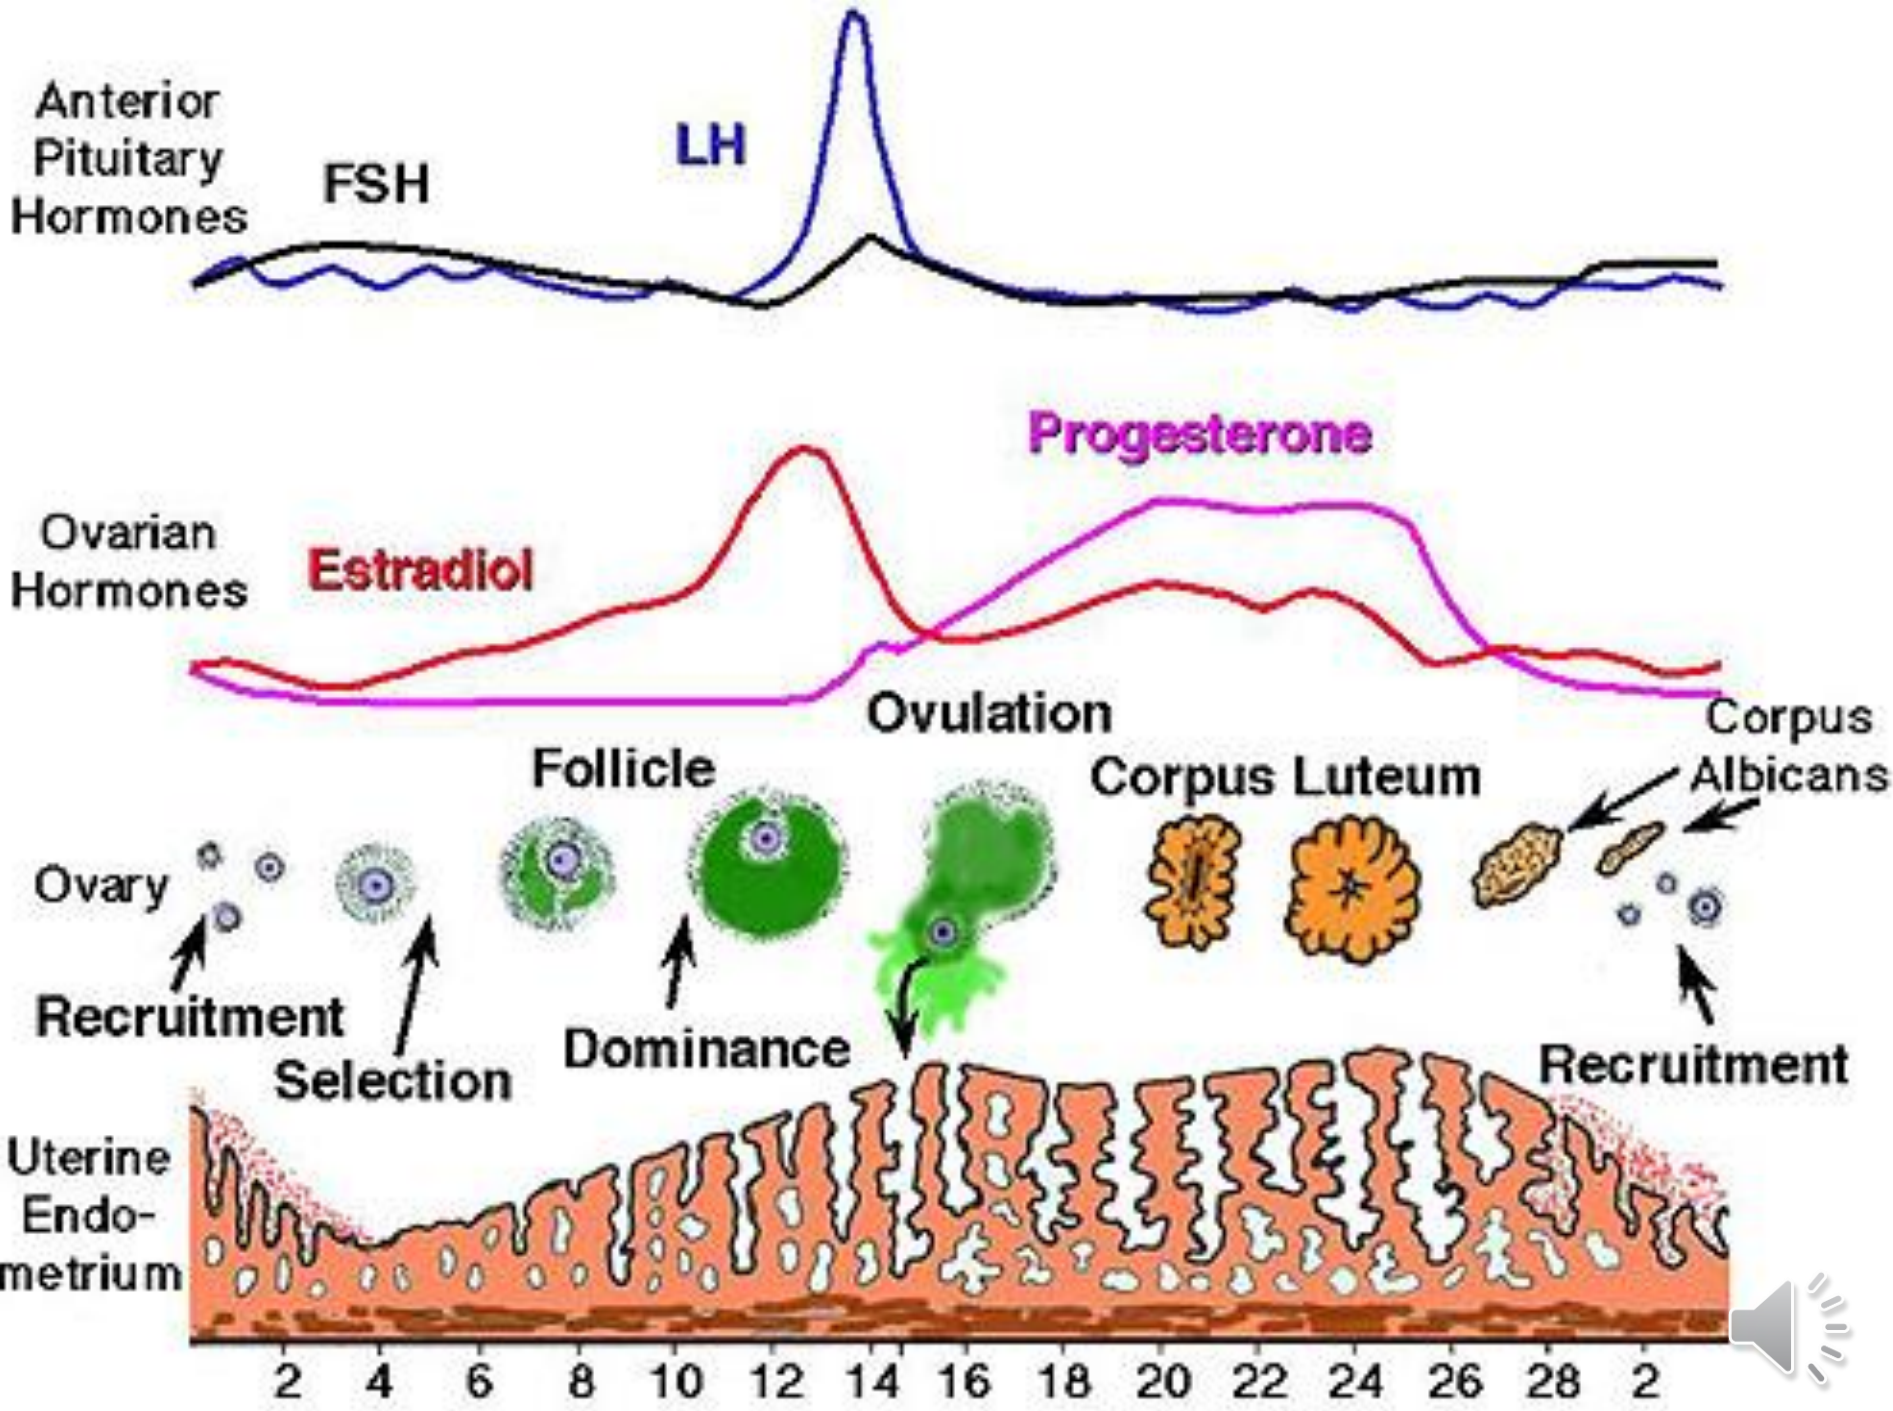 Anterior
Pituitary
Hormones
FSH
LH
Progesterone
Ovarian
Hormones
Estradiol
Ovulation
Corpus
Albicans
Follicle
Corpus Luteum
Ovary
Recruitment
Selection
Dominance
Recruitment
Uterine
Endo-
metrium
2 4 6 8 10 12 14 16 18 20 22 24 26 28 2